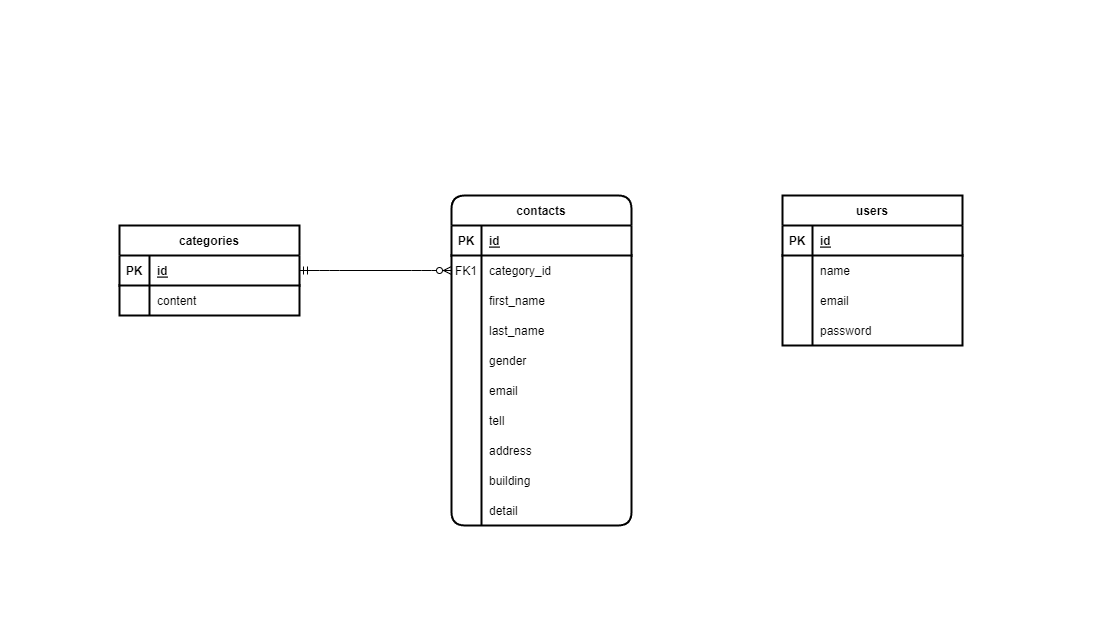 categories
PK id
content
contacts
PK id
FK1 category_id
first_name
last_name
gender
email
tell
address
building
detail
users
PK id
name
email
password